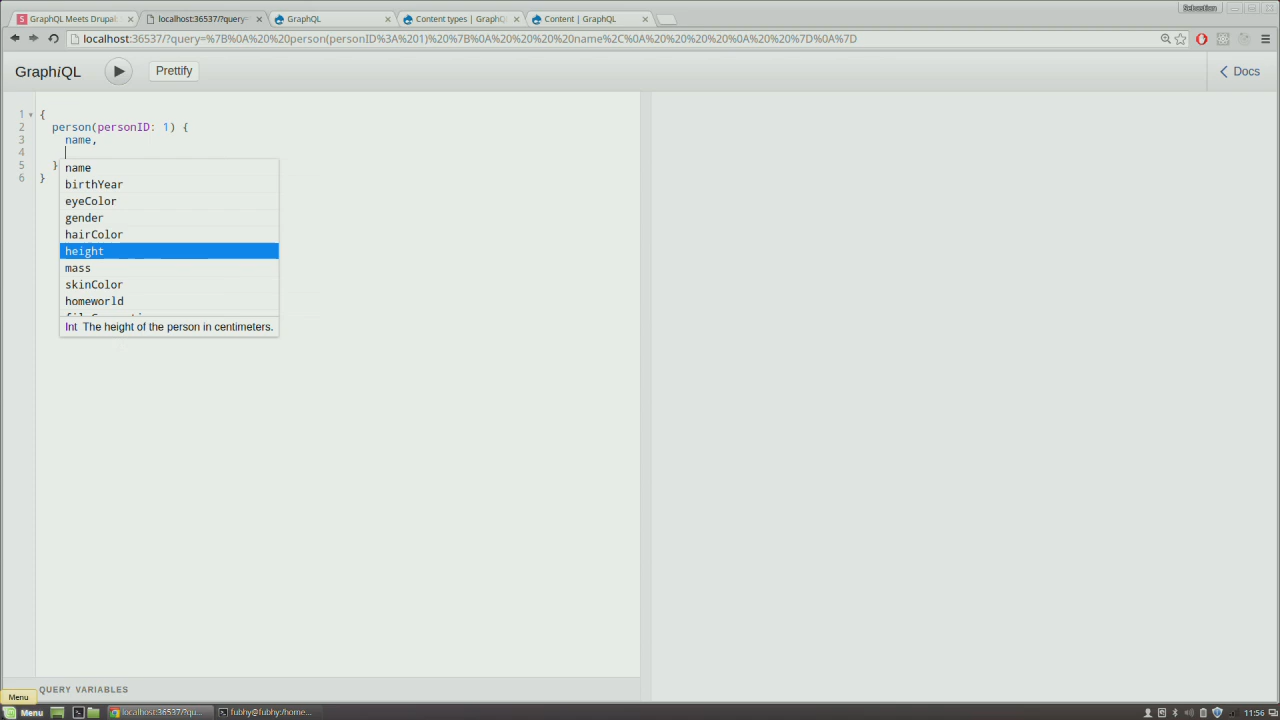 Sebastian
GraphQL Meets Drupal
localhost:36537/?query=
GraphQL
Content types | GraphQL
Content | GraphQL
localhost:36537/?query=%7B%0A%20%20person(personID%3A%201)%20%7B%0A%20%20%20%20name%2C%0A%20%20%20%20%0A%20%20%7D%0A%7D
GraphiQL
Prettify
Docs
1 {
2 person(personID: 1) {
3 name,
4
5 }
6 }
name
birthYear
eyeColor
gender
hairColor
height
mass
skinColor
homeworld
Int The height of the person in centimeters.
QUERY VARIABLES
Menu
Menu
localhost:36537/?qu...
fubhy@fubhy:/home...
11:56